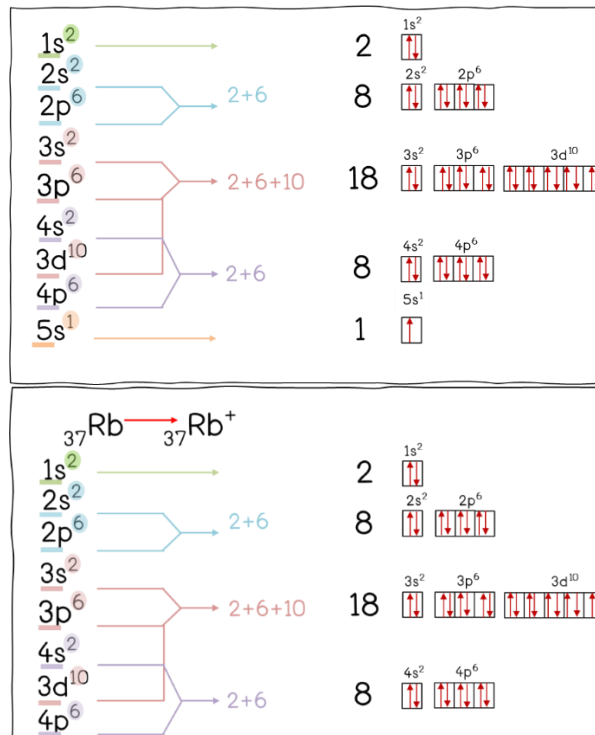 1s² 2 1s²
2s² 2+6 8 2s² 2p⁶
2p⁶
3s² 2+6+10 18 3s² 3p⁶ 3d¹⁰
3p⁶
4s² 2+6 8 4s² 4p⁶
3d¹⁰
4p⁶
5s¹ 1 5s¹
₃₇Rb ₃₇Rb⁺
1s² 2 1s²
2s² 2+6 8 2s² 2p⁶
2p⁶
3s² 2+6+10 18 3s² 3p⁶ 3d¹⁰
3p⁶
4s² 2+6 8 4s² 4p⁶
3d¹⁰
4p⁶